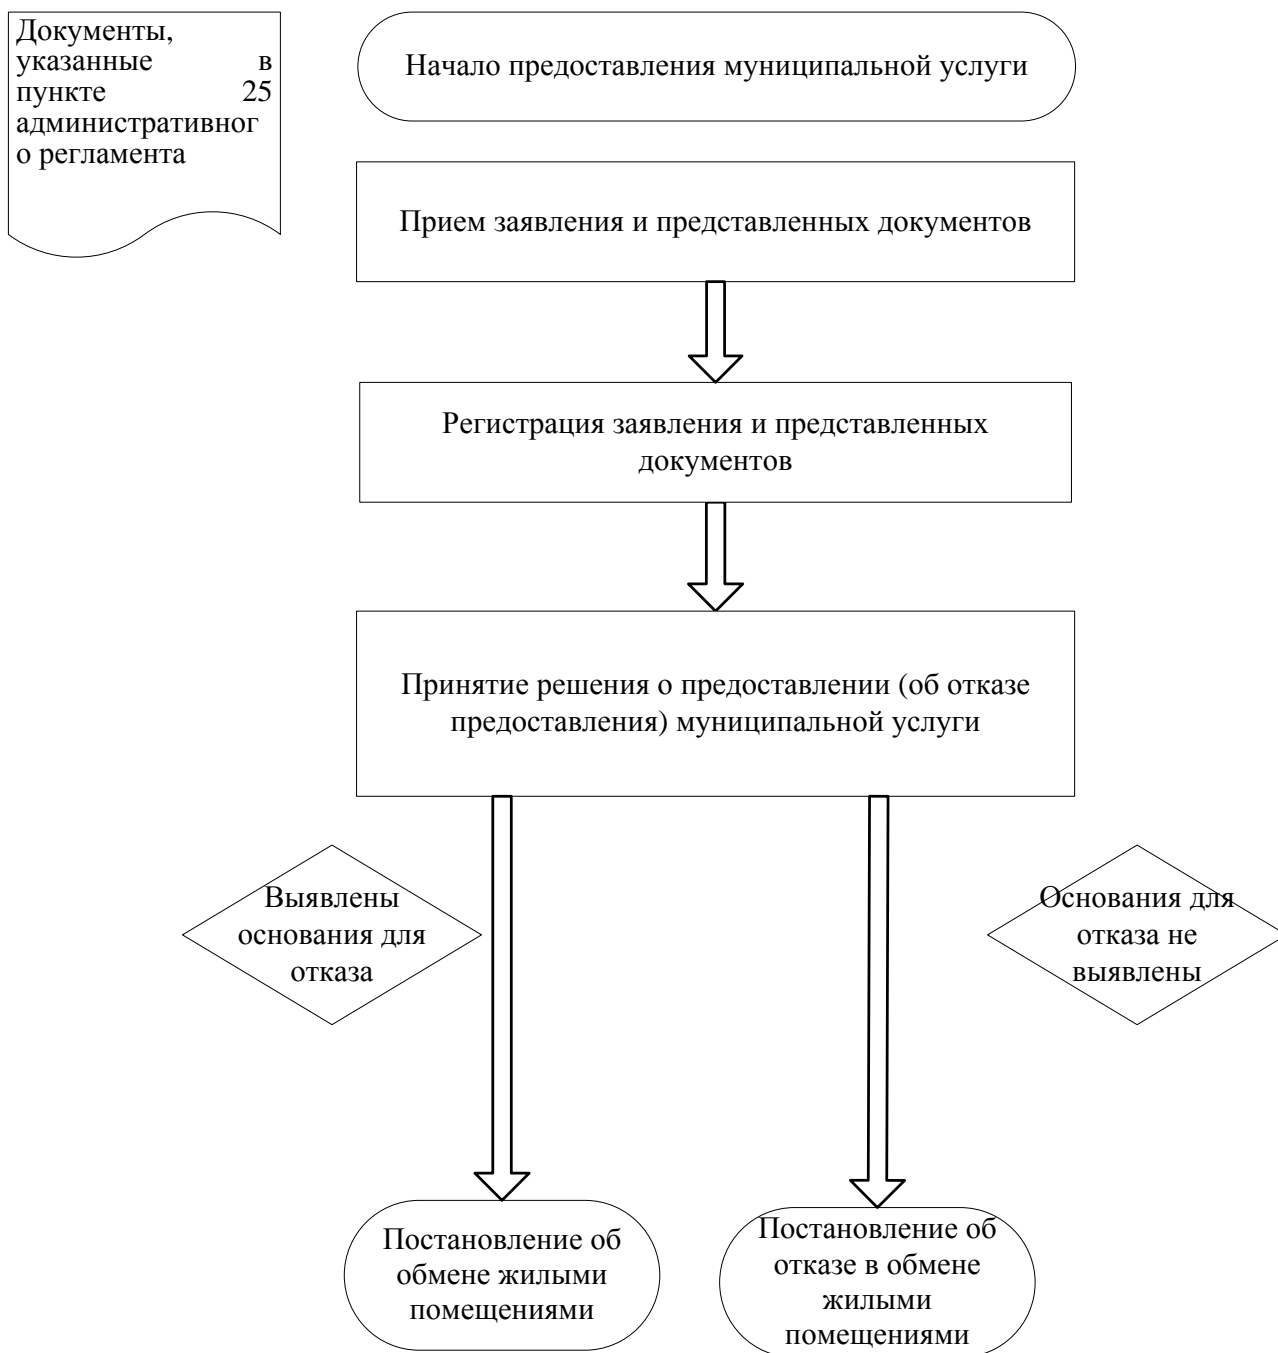 Документы,
указанные в
пункте 25
административног
о регламента
Начало предоставления муниципальной услуги
Прием заявления и представленных документов
Регистрация заявления и представленных
документов
Принятие решения о предоставлении (об отказе
предоставления) муниципальной услуги
Выявлены
основания для
отказа
Основания для
отказа не
выявлены
Постановление об
обмене жилыми
помещениями
Постановление об
отказе в обмене
жилыми
помещениями